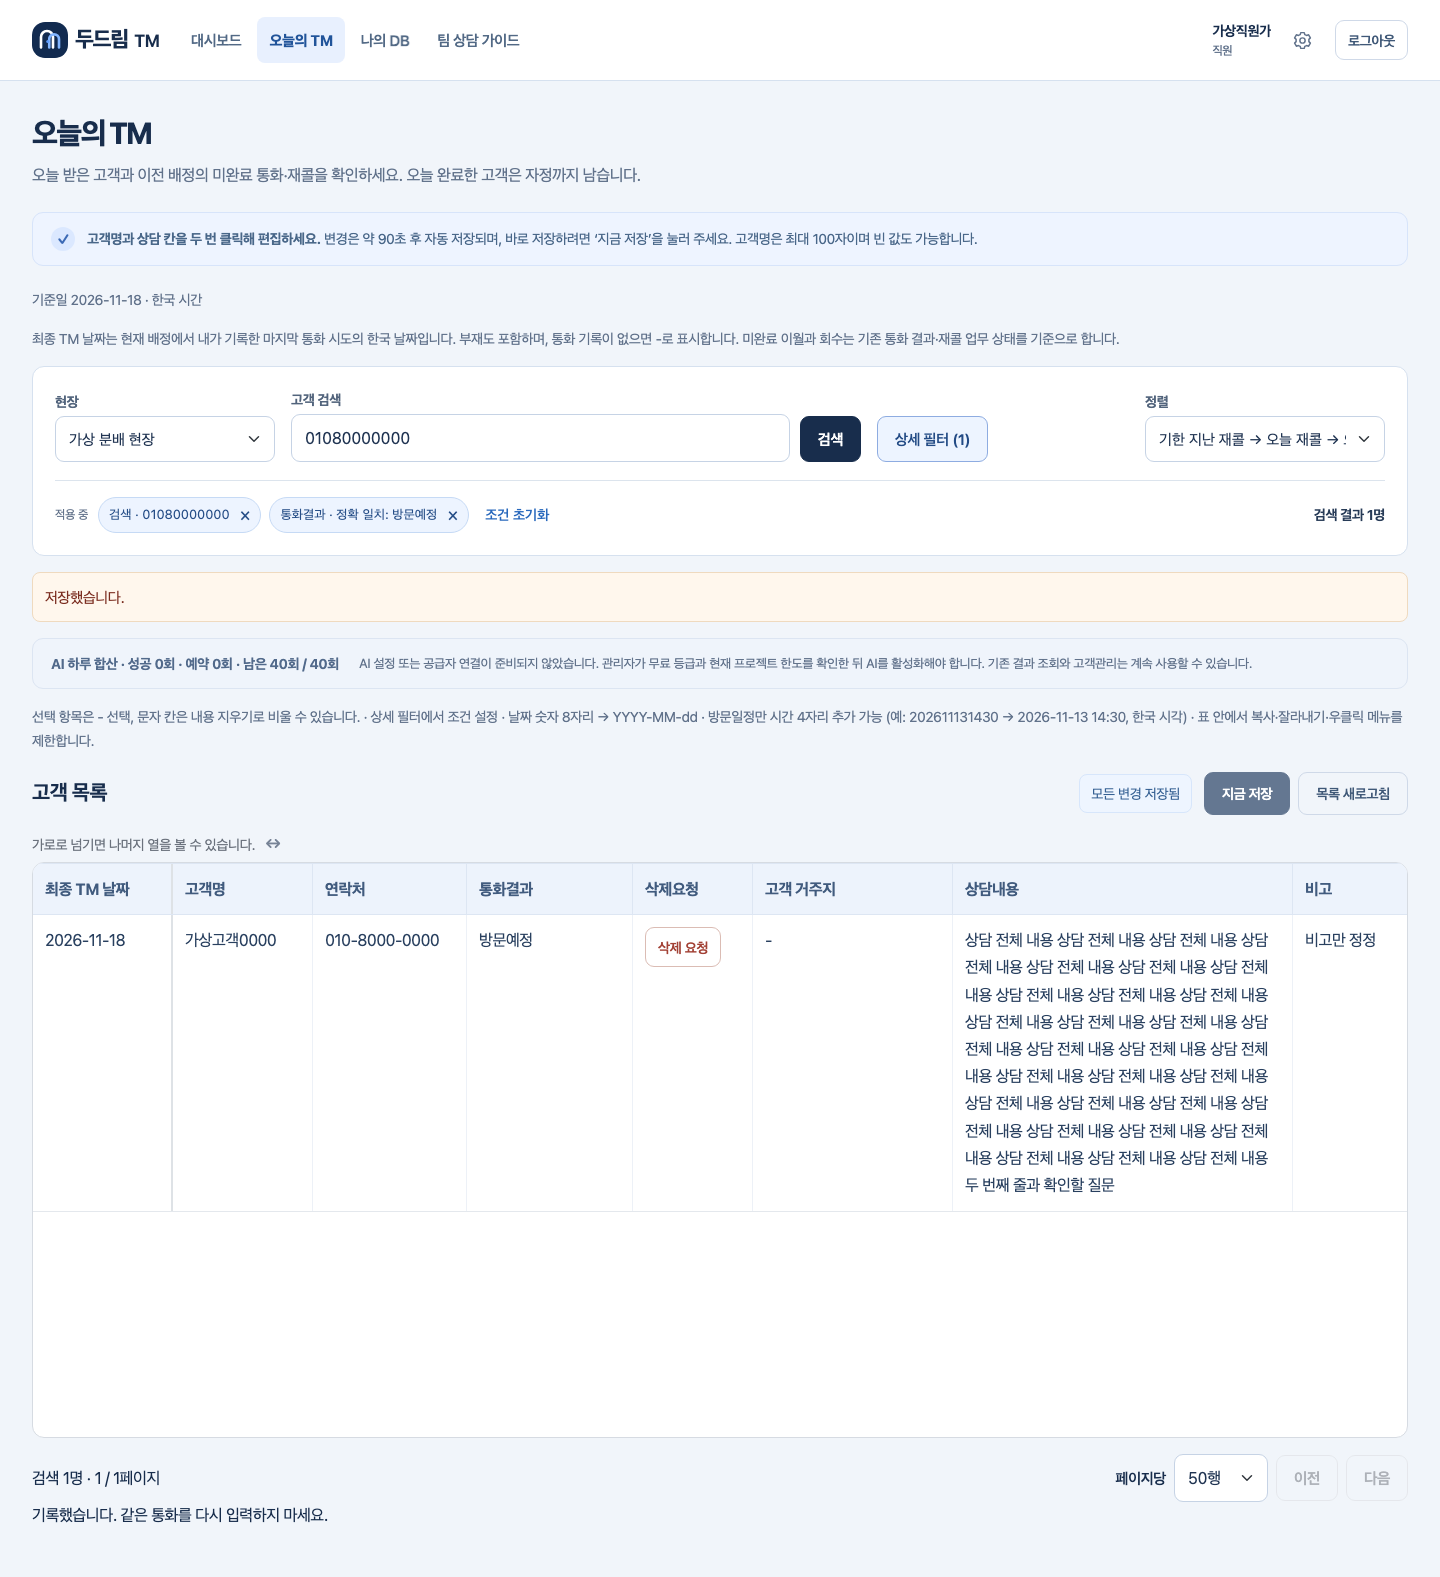 두드림 TM
대시보드
오늘의 TM
나의 DB
팀 상담 가이드
가상직원가
직원
로그아웃
오늘의 TM
오늘 받은 고객과 이전 배정의 미완료 통화·재콜을 확인하세요. 오늘 완료한 고객은 자정까지 남습니다.
고객명과 상담 칸을 두 번 클릭해 편집하세요. 변경은 약 90초 후 자동 저장되며, 바로 저장하려면 ‘지금 저장’을 눌러 주세요. 고객명은 최대 100자이며 빈 값도 가능합니다.
기준일 2026-11-18 · 한국 시간
최종 TM 날짜는 현재 배정에서 내가 기록한 마지막 통화 시도의 한국 날짜입니다. 부재도 포함하며, 통화 기록이 없으면 -로 표시합니다. 미완료 이월과 회수는 기존 통화 결과·재콜 업무 상태를 기준으로 합니다.
현장
고객 검색
정렬
가상 분배 현장
01080000000
검색
상세 필터 (1)
기한 지난 재콜 → 오늘 재콜 →
적용 중
검색 · 01080000000 ×
통화결과 · 정확 일치: 방문예정 ×
조건 초기화
검색 결과 1명
저장했습니다.
AI 하루 합산 · 성공 0회 · 예약 0회 · 남은 40회 / 40회
AI 설정 또는 공급자 연결이 준비되지 않았습니다. 관리자가 무료 등급과 현재 프로젝트 한도를 확인한 뒤 AI를 활성화해야 합니다. 기존 결과 조회와 고객관리는 계속 사용할 수 있습니다.
선택 항목은 - 선택, 문자 칸은 내용 지우기로 비울 수 있습니다. · 상세 필터에서 조건 설정 · 날짜 숫자 8자리 → YYYY-MM-dd · 방문일정만 시간 4자리 추가 가능 (예: 202611131430 → 2026-11-13 14:30, 한국 시각) · 표 안에서 복사·잘라내기·우클릭 메뉴를
제한합니다.
고객 목록
모든 변경 저장됨
지금 저장
목록 새로고침
가로로 넘기면 나머지 열을 볼 수 있습니다. ↔
최종 TM 날짜
고객명
연락처
통화결과
삭제요청
고객 거주지
상담내용
비고
2026-11-18
가상고객0000
010-8000-0000
방문예정
삭제 요청
-
상담 전체 내용 상담 전체 내용 상담 전체 내용 상담
전체 내용 상담 전체 내용 상담 전체 내용 상담 전체
내용 상담 전체 내용 상담 전체 내용 상담 전체 내용
상담 전체 내용 상담 전체 내용 상담 전체 내용 상담
전체 내용 상담 전체 내용 상담 전체 내용 상담 전체
내용 상담 전체 내용 상담 전체 내용 상담 전체 내용
상담 전체 내용 상담 전체 내용 상담 전체 내용 상담
전체 내용 상담 전체 내용 상담 전체 내용 상담 전체
내용 상담 전체 내용 상담 전체 내용 상담 전체 내용
두 번째 줄과 확인할 질문
비고만 정정
검색 1명 · 1 / 1페이지
페이지당
50행
이전
다음
기록했습니다. 같은 통화를 다시 입력하지 마세요.